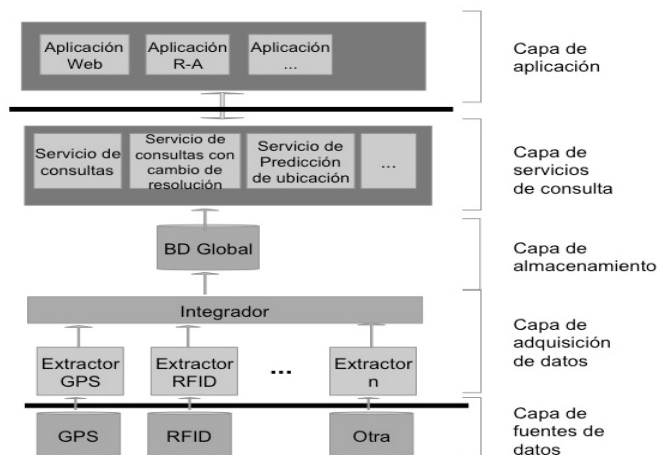 Aplicación
Web
Aplicación
R-A
Aplicación
...
Capa de
aplicación
Servicio de
consultas
Servicio de
consultas con
cambio de
resolución
Servicio de
Predicción
de ubicación
...
Capa de
servicios
de consulta
BD Global
Capa de
almacenamiento
Integrador
Extractor
GPS
Extractor
RFID
...
Extractor
n
Capa de
adquisición
de datos
GPS
RFID
Otra
Capa de
fuentes de
datos